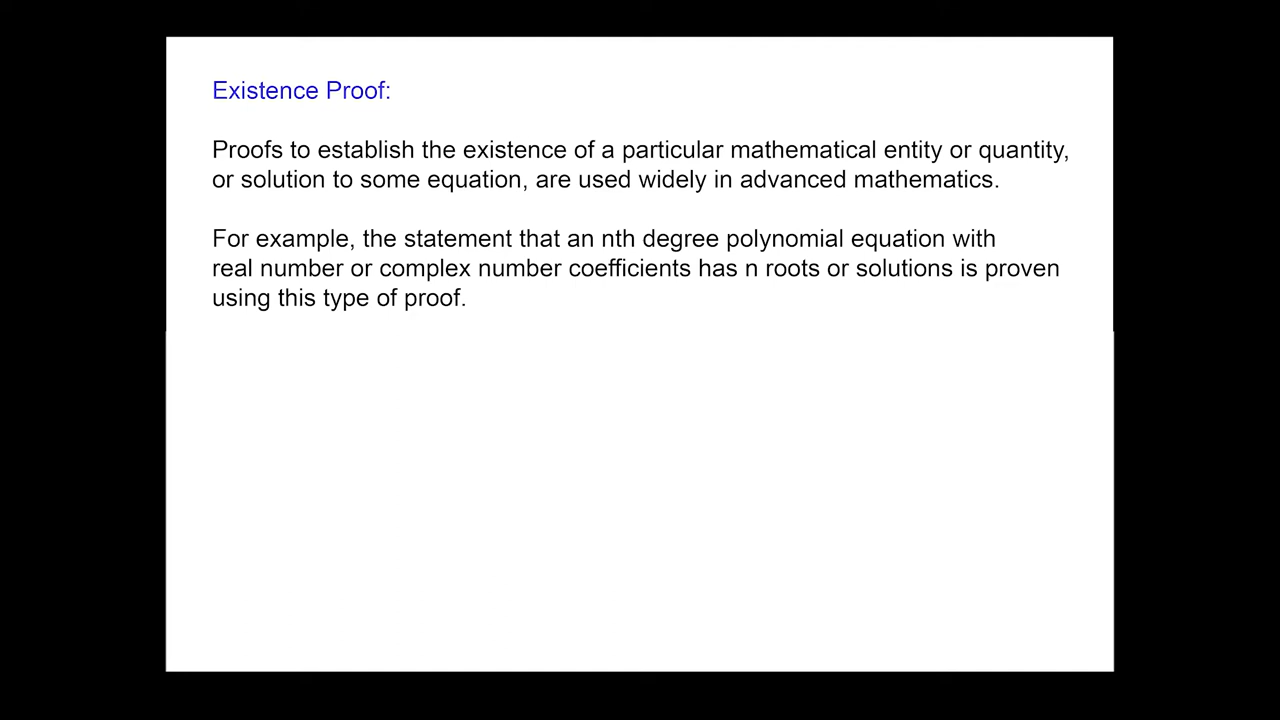 Existence Proof:
Proofs to establish the existence of a particular mathematical entity or quantity,
or solution to some equation, are used widely in advanced mathematics.
For example, the statement that an nth degree polynomial equation with
real number or complex number coefficients has n roots or solutions is proven
using this type of proof.